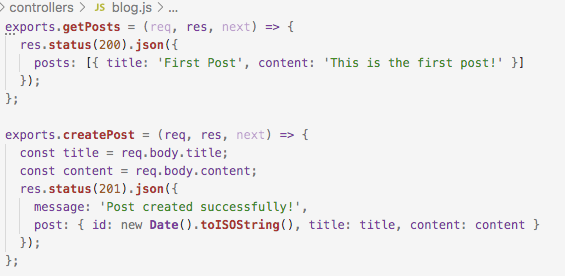 controllers > JS blog.js > ...
exports.getPosts = (req, res, next) => {
  res.status(200).json({
    posts: [{ title: 'First Post', content: 'This is the first post!' }]
  });
};

exports.createPost = (req, res, next) => {
  const title = req.body.title;
  const content = req.body.content;
  res.status(201).json({
    message: 'Post created successfully!',
    post: { id: new Date().toISOString(), title: title, content: content }
  });
};